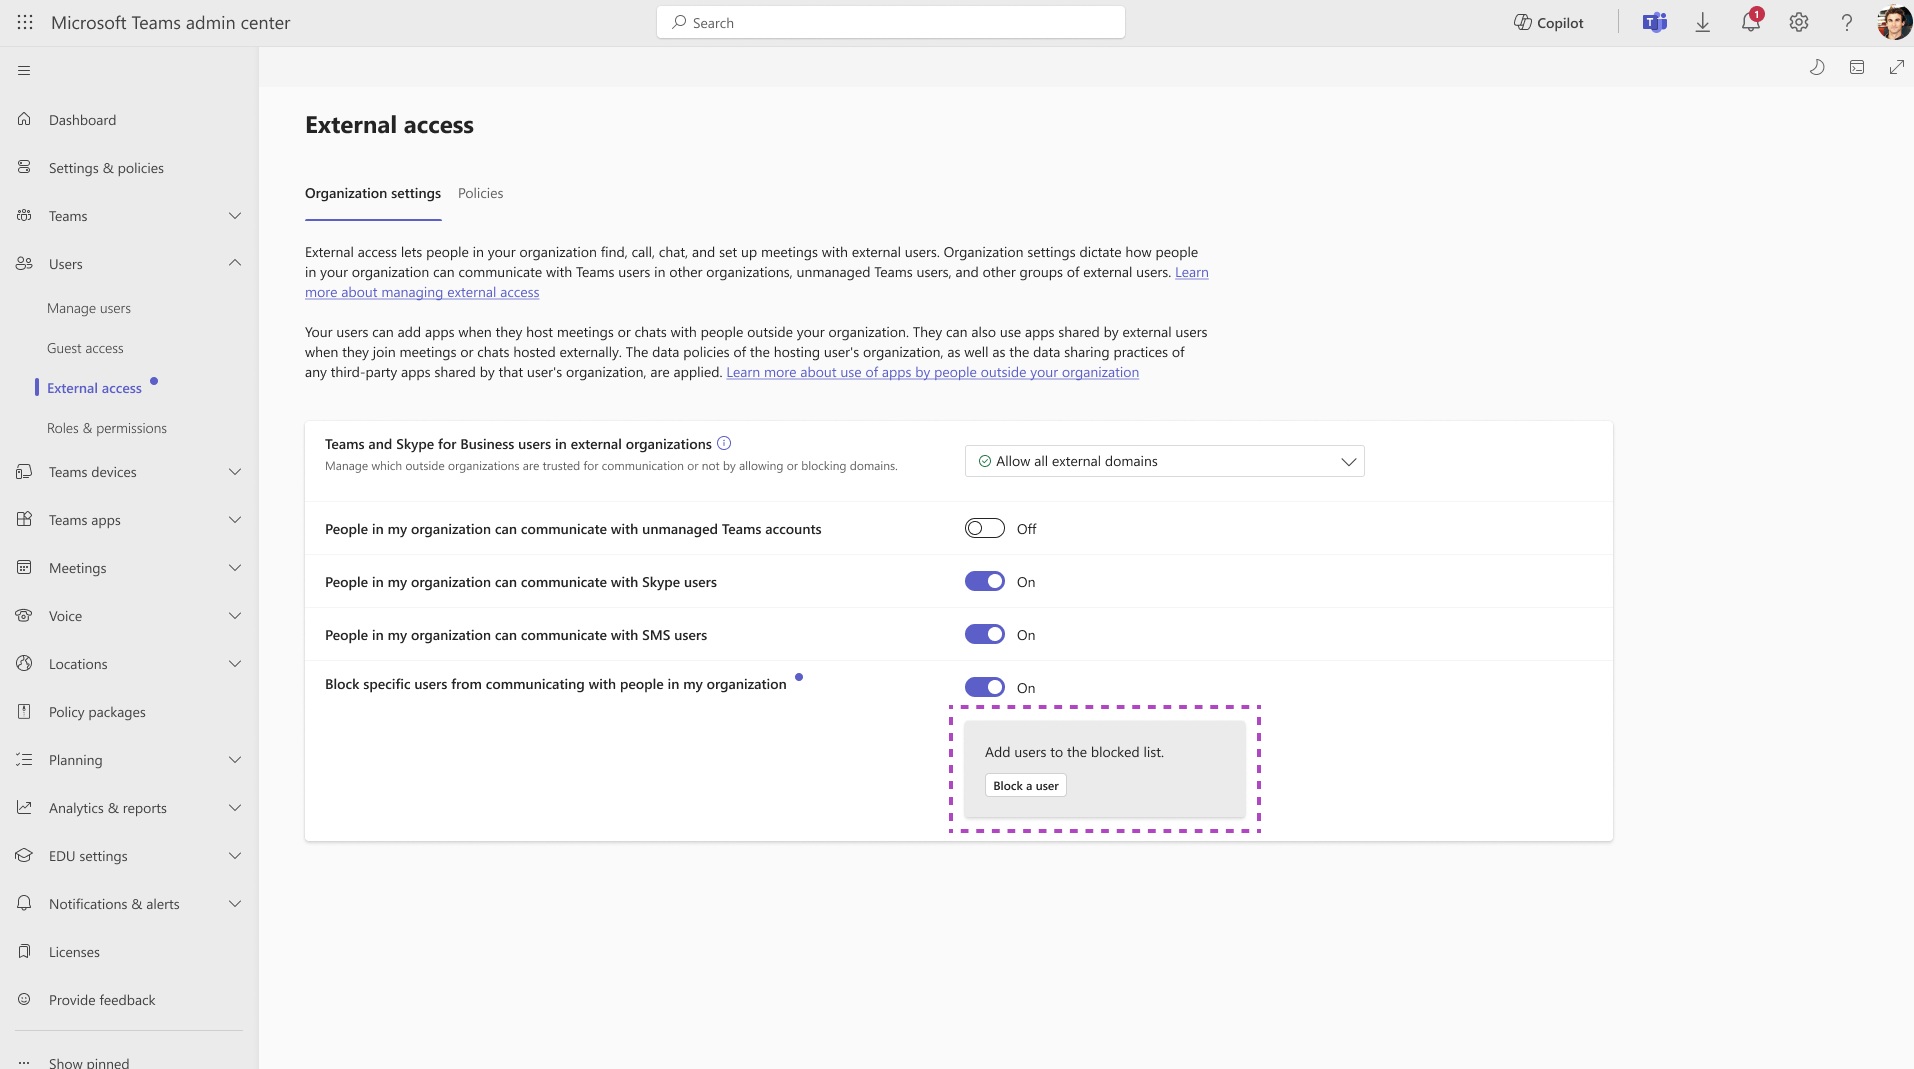 Microsoft Teams admin center
Search
Copilot
1
Dashboard
Settings & policies
Teams
Users
Manage users
Guest access
External access
Roles & permissions
Teams devices
Teams apps
Meetings
Voice
Locations
Policy packages
Planning
Analytics & reports
EDU settings
Notifications & alerts
Licenses
Provide feedback
Show pinned
External access
Organization settings
Policies
External access lets people in your organization find, call, chat, and set up meetings with external users. Organization settings dictate how people
in your organization can communicate with Teams users in other organizations, unmanaged Teams users, and other groups of external users. Learn
more about managing external access
Your users can add apps when they host meetings or chats with people outside your organization. They can also use apps shared by external users
when they join meetings or chats hosted externally. The data policies of the hosting user's organization, as well as the data sharing practices of
any third-party apps shared by that user's organization, are applied. Learn more about use of apps by people outside your organization
Teams and Skype for Business users in external organizations
Manage which outside organizations are trusted for communication or not by allowing or blocking domains.
Allow all external domains
People in my organization can communicate with unmanaged Teams accounts
Off
People in my organization can communicate with Skype users
On
People in my organization can communicate with SMS users
On
Block specific users from communicating with people in my organization
On
Add users to the blocked list.
Block a user